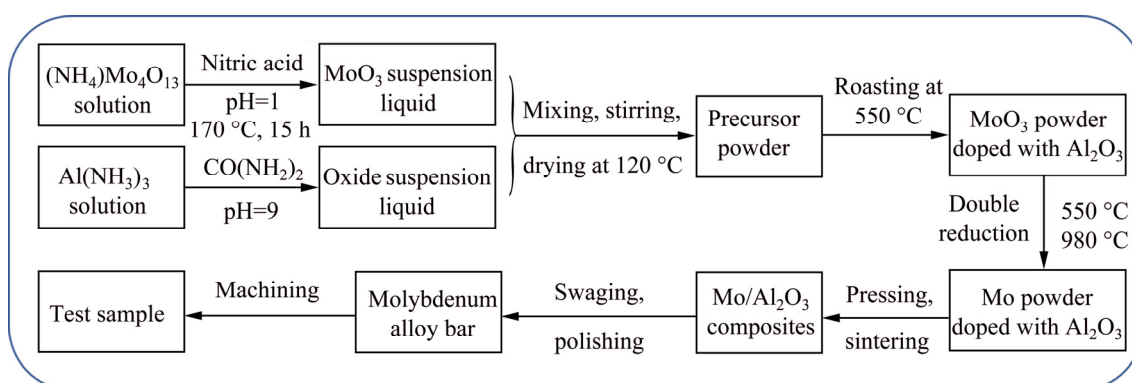 (NH₄)Mo₄O₁₃
solution
Nitric acid
pH=1
170 °C, 15 h
MoO₃ suspension
liquid
Al(NH₃)₃
solution
CO(NH₂)₂
pH=9
Oxide suspension
liquid
Mixing, stirring,
drying at 120 °C
Precursor
powder
Roasting at
550 °C
MoO₃ powder
doped with Al₂O₃
Double
reduction
550 °C
980 °C
Mo powder
doped with Al₂O₃
Pressing,
sintering
Mo/Al₂O₃
composites
Swaging,
polishing
Molybdenum
alloy bar
Machining
Test sample